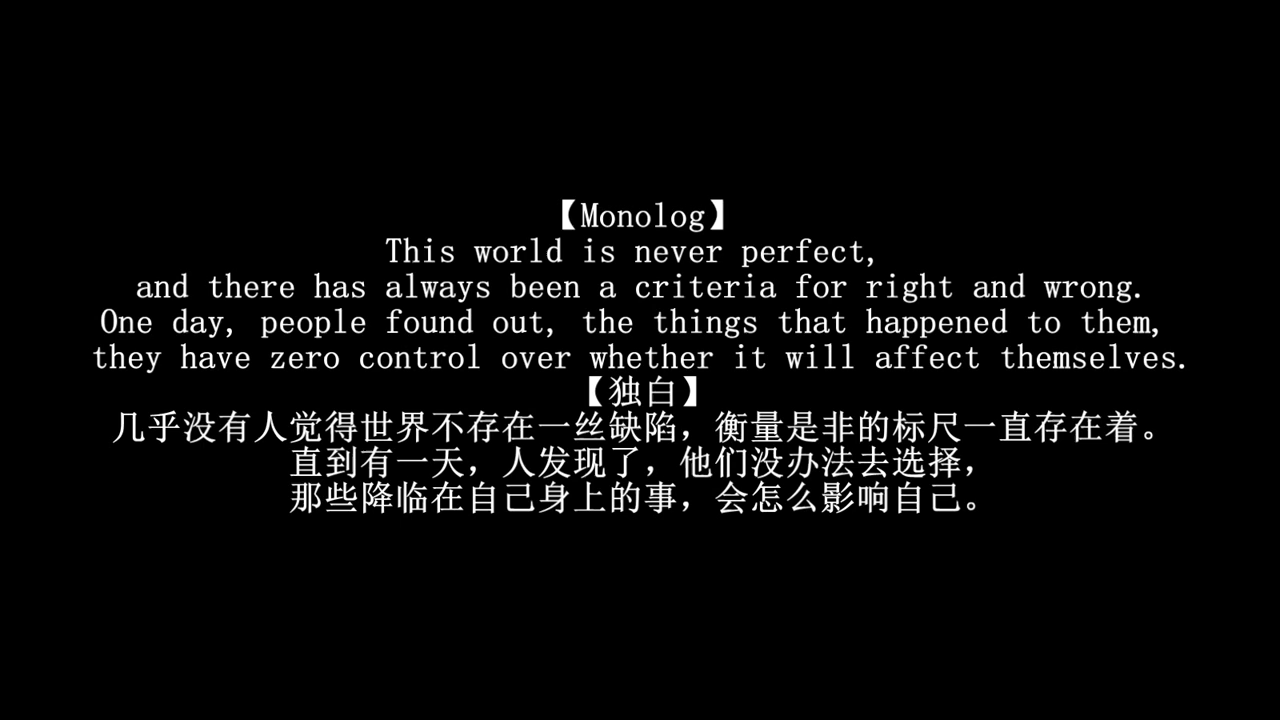 【Monolog】
This world is never perfect,
and there has always been a criteria for right and wrong.
One day, people found out, the things that happened to them,
they have zero control over whether it will affect themselves.
【独白】
几乎没有人觉得世界不存在一丝缺陷，衡量是非的标尺一直存在着。
直到有一天，人发现了，他们没办法去选择，
那些降临在自己身上的事，会怎么影响自己。